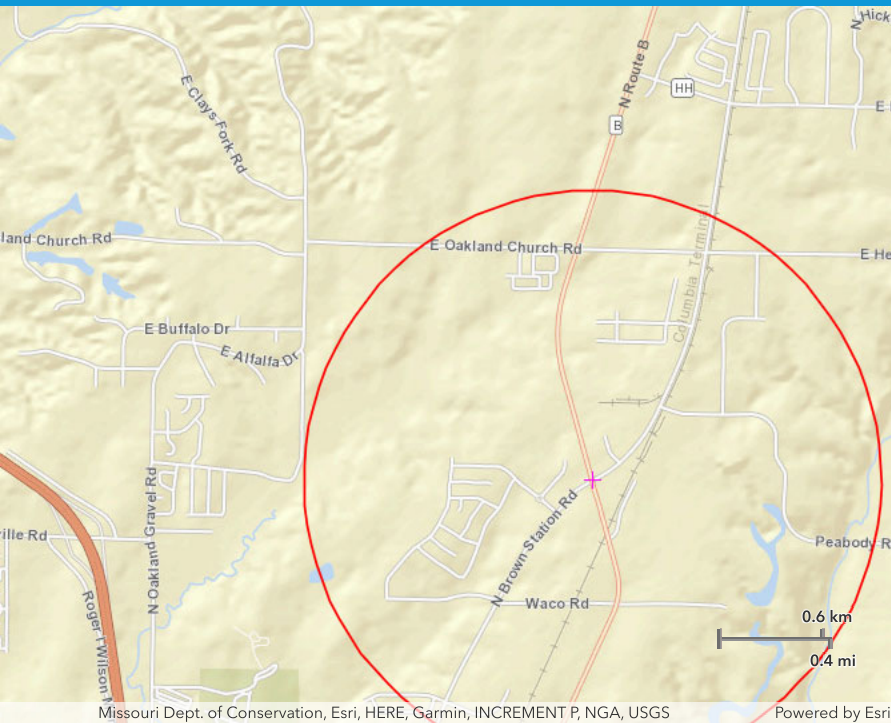 N Hick
N Route B
HH
E Clays Fork Rd
B
E
land Church Rd
E Oakland Church Rd
E He
Columbia Terminal
E Buffalo Dr
E Alfalfa Dr
N Oakland Gravel Rd
N Brown Station Rd
ville Rd
Peabody R
Roger I Wilson M
Waco Rd
0.6 km
0.4 mi
Missouri Dept. of Conservation, Esri, HERE, Garmin, INCREMENT P, NGA, USGS
Powered by Esri